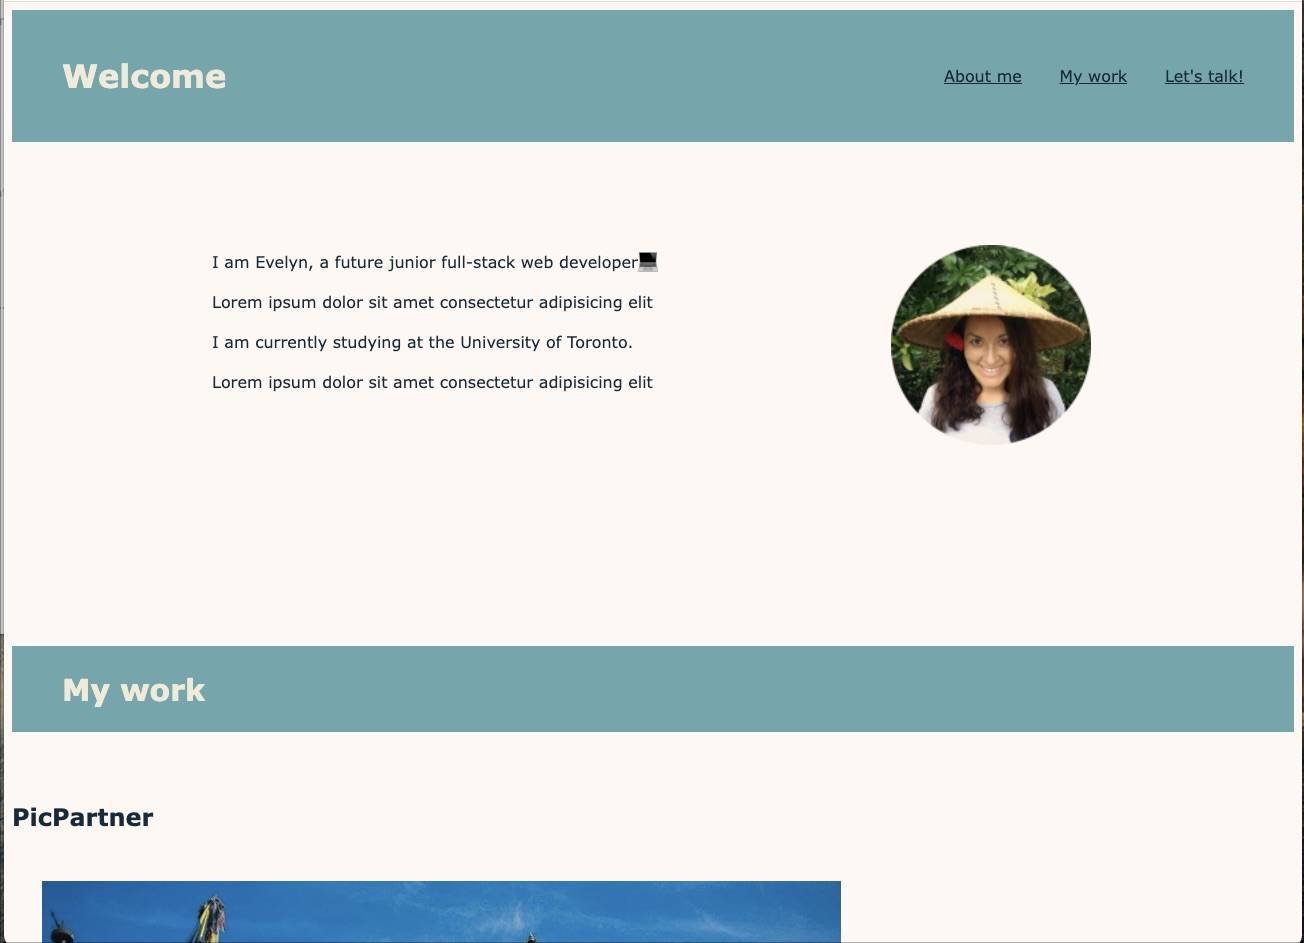 Welcome
About me My work Let's talk!
I am Evelyn, a future junior full-stack web developer💻
Lorem ipsum dolor sit amet consectetur adipisicing elit
I am currently studying at the University of Toronto.
Lorem ipsum dolor sit amet consectetur adipisicing elit
My work
PicPartner